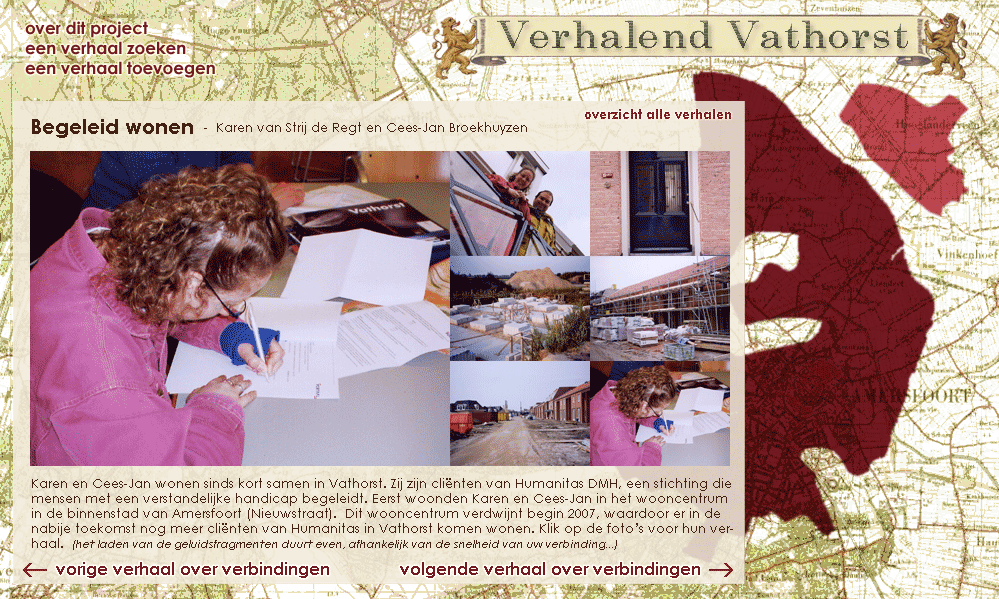 over dit project
een verhaal zoeken
een verhaal toevoegen
Verhalend Vathorst
overzicht alle verhalen
Begeleid wonen - Karen van Strij de Regt en Cees-Jan Broekhuyzen
Vathorst
Karen en Cees-Jan wonen sinds kort samen in Vathorst. Zij zijn cliënten van Humanitas DMH, een stichting die
mensen met een verstandelijke handicap begeleidt. Eerst woonden Karen en Cees-Jan in het wooncentrum
in de binnenstad van Amersfoort (Nieuwstraat). Dit wooncentrum verdwijnt begin 2007, waardoor er in de
nabije toekomst nog meer cliënten van Humanitas in Vathorst komen wonen. Klik op de foto's voor hun ver-
haal. (het laden van de geluidsfragmenten duurt even, afhankelijk van de snelheid van uw verbinding...)
← vorige verhaal over verbindingen
volgende verhaal over verbindingen →
Zevenhuizen
Hooglanderveen
Vinkenhoef
AMERSFOORT